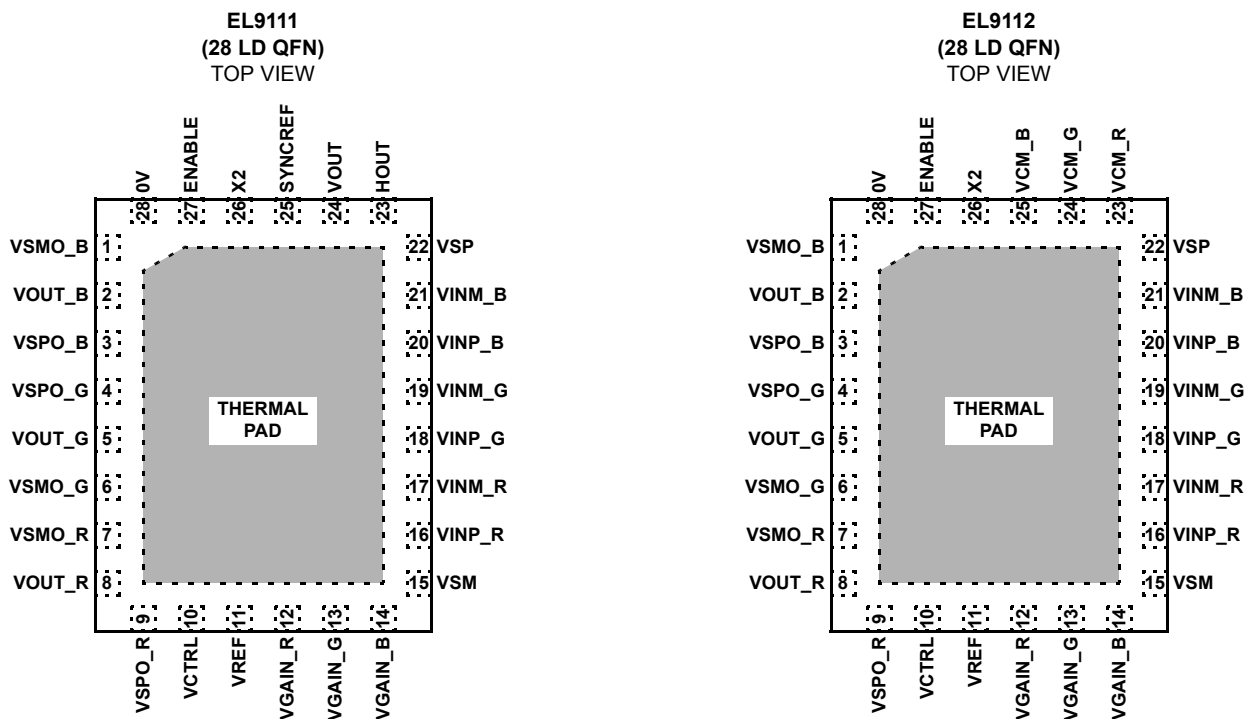 EL9111
(28 LD QFN)
TOP VIEW
28 0V
27 ENABLE
26 X2
25 SYNCREF
24 VOUT
23 HOUT
VSMO_B 1
VOUT_B 2
VSPO_B 3
VSPO_G 4
VOUT_G 5
VSMO_G 6
VSMO_R 7
VOUT_R 8
THERMAL
PAD
22 VSP
21 VINM_B
20 VINP_B
19 VINM_G
18 VINP_G
17 VINM_R
16 VINP_R
15 VSM
VSPO_R 9
VCTRL 10
VREF 11
VGAIN_R 12
VGAIN_G 13
VGAIN_B 14
EL9112
(28 LD QFN)
TOP VIEW
28 0V
27 ENABLE
26 X2
25 VCM_B
24 VCM_G
23 VCM_R
VSMO_B 1
VOUT_B 2
VSPO_B 3
VSPO_G 4
VOUT_G 5
VSMO_G 6
VSMO_R 7
VOUT_R 8
THERMAL
PAD
22 VSP
21 VINM_B
20 VINP_B
19 VINM_G
18 VINP_G
17 VINM_R
16 VINP_R
15 VSM
VSPO_R 9
VCTRL 10
VREF 11
VGAIN_R 12
VGAIN_G 13
VGAIN_B 14